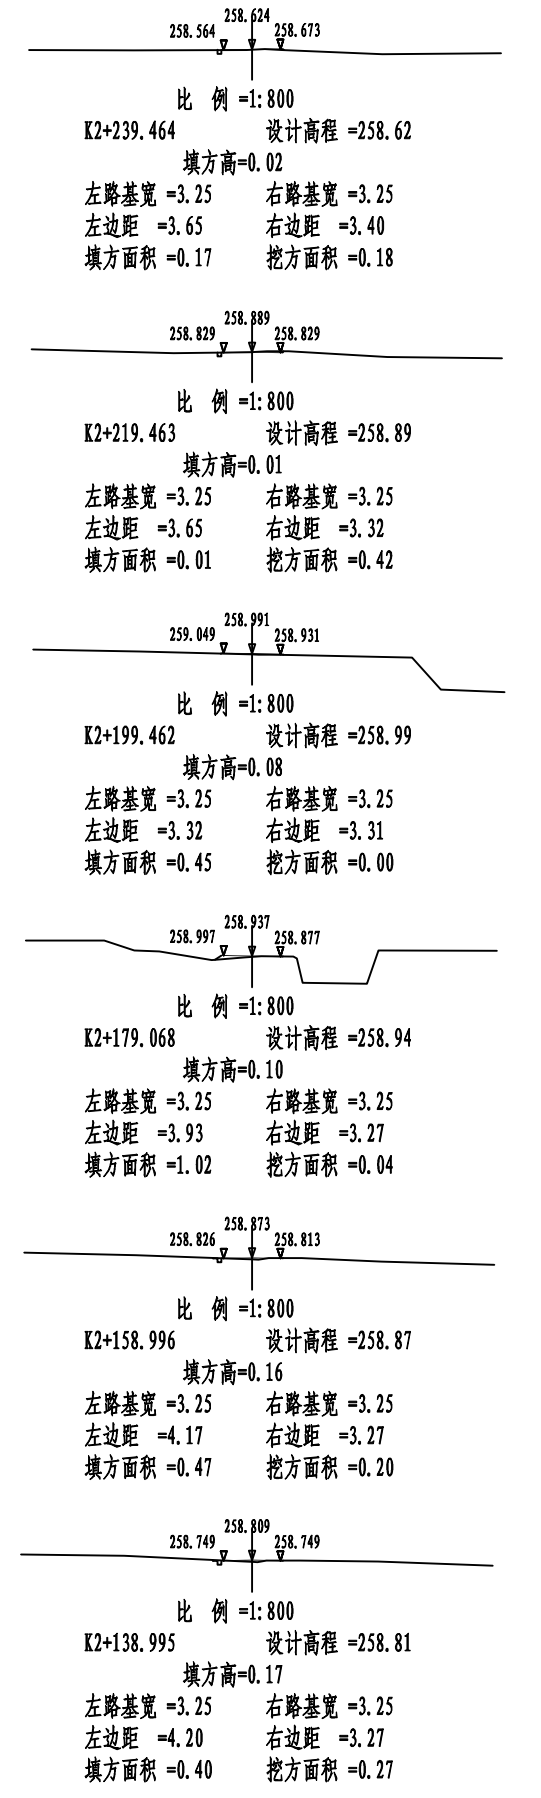 258.624
258.564 258.673
比 例 =1:800
K2+239.464 设计高程 =258.62
填方高=0.02
左路基宽 =3.25 右路基宽 =3.25
左边距 =3.65 右边距 =3.40
填方面积 =0.17 挖方面积 =0.18
258.889
258.829 258.829
比 例 =1:800
K2+219.463 设计高程 =258.89
填方高=0.01
左路基宽 =3.25 右路基宽 =3.25
左边距 =3.65 右边距 =3.32
填方面积 =0.01 挖方面积 =0.42
258.991
259.049 258.931
比 例 =1:800
K2+199.462 设计高程 =258.99
填方高=0.08
左路基宽 =3.25 右路基宽 =3.25
左边距 =3.32 右边距 =3.31
填方面积 =0.45 挖方面积 =0.00
258.937
258.997 258.877
比 例 =1:800
K2+179.068 设计高程 =258.94
填方高=0.10
左路基宽 =3.25 右路基宽 =3.25
左边距 =3.93 右边距 =3.27
填方面积 =1.02 挖方面积 =0.04
258.873
258.826 258.813
比 例 =1:800
K2+158.996 设计高程 =258.87
填方高=0.16
左路基宽 =3.25 右路基宽 =3.25
左边距 =4.17 右边距 =3.27
填方面积 =0.47 挖方面积 =0.20
258.809
258.749 258.749
比 例 =1:800
K2+138.995 设计高程 =258.81
填方高=0.17
左路基宽 =3.25 右路基宽 =3.25
左边距 =4.20 右边距 =3.27
填方面积 =0.40 挖方面积 =0.27